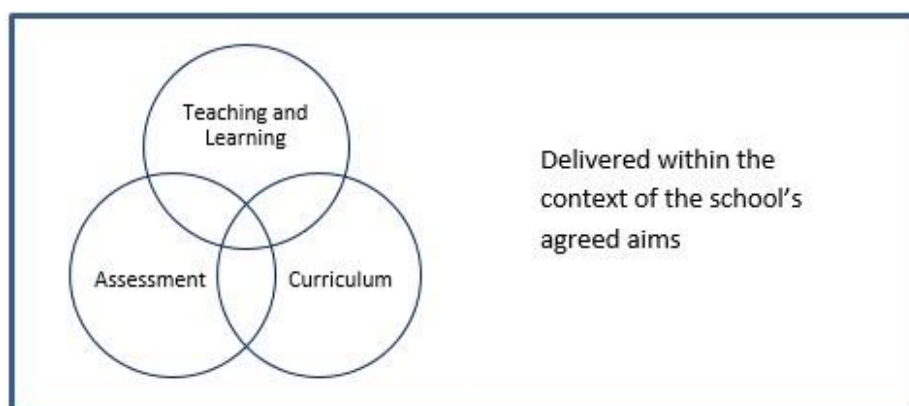 Teaching and
Learning
Assessment
Curriculum
Delivered within the
context of the school’s
agreed aims